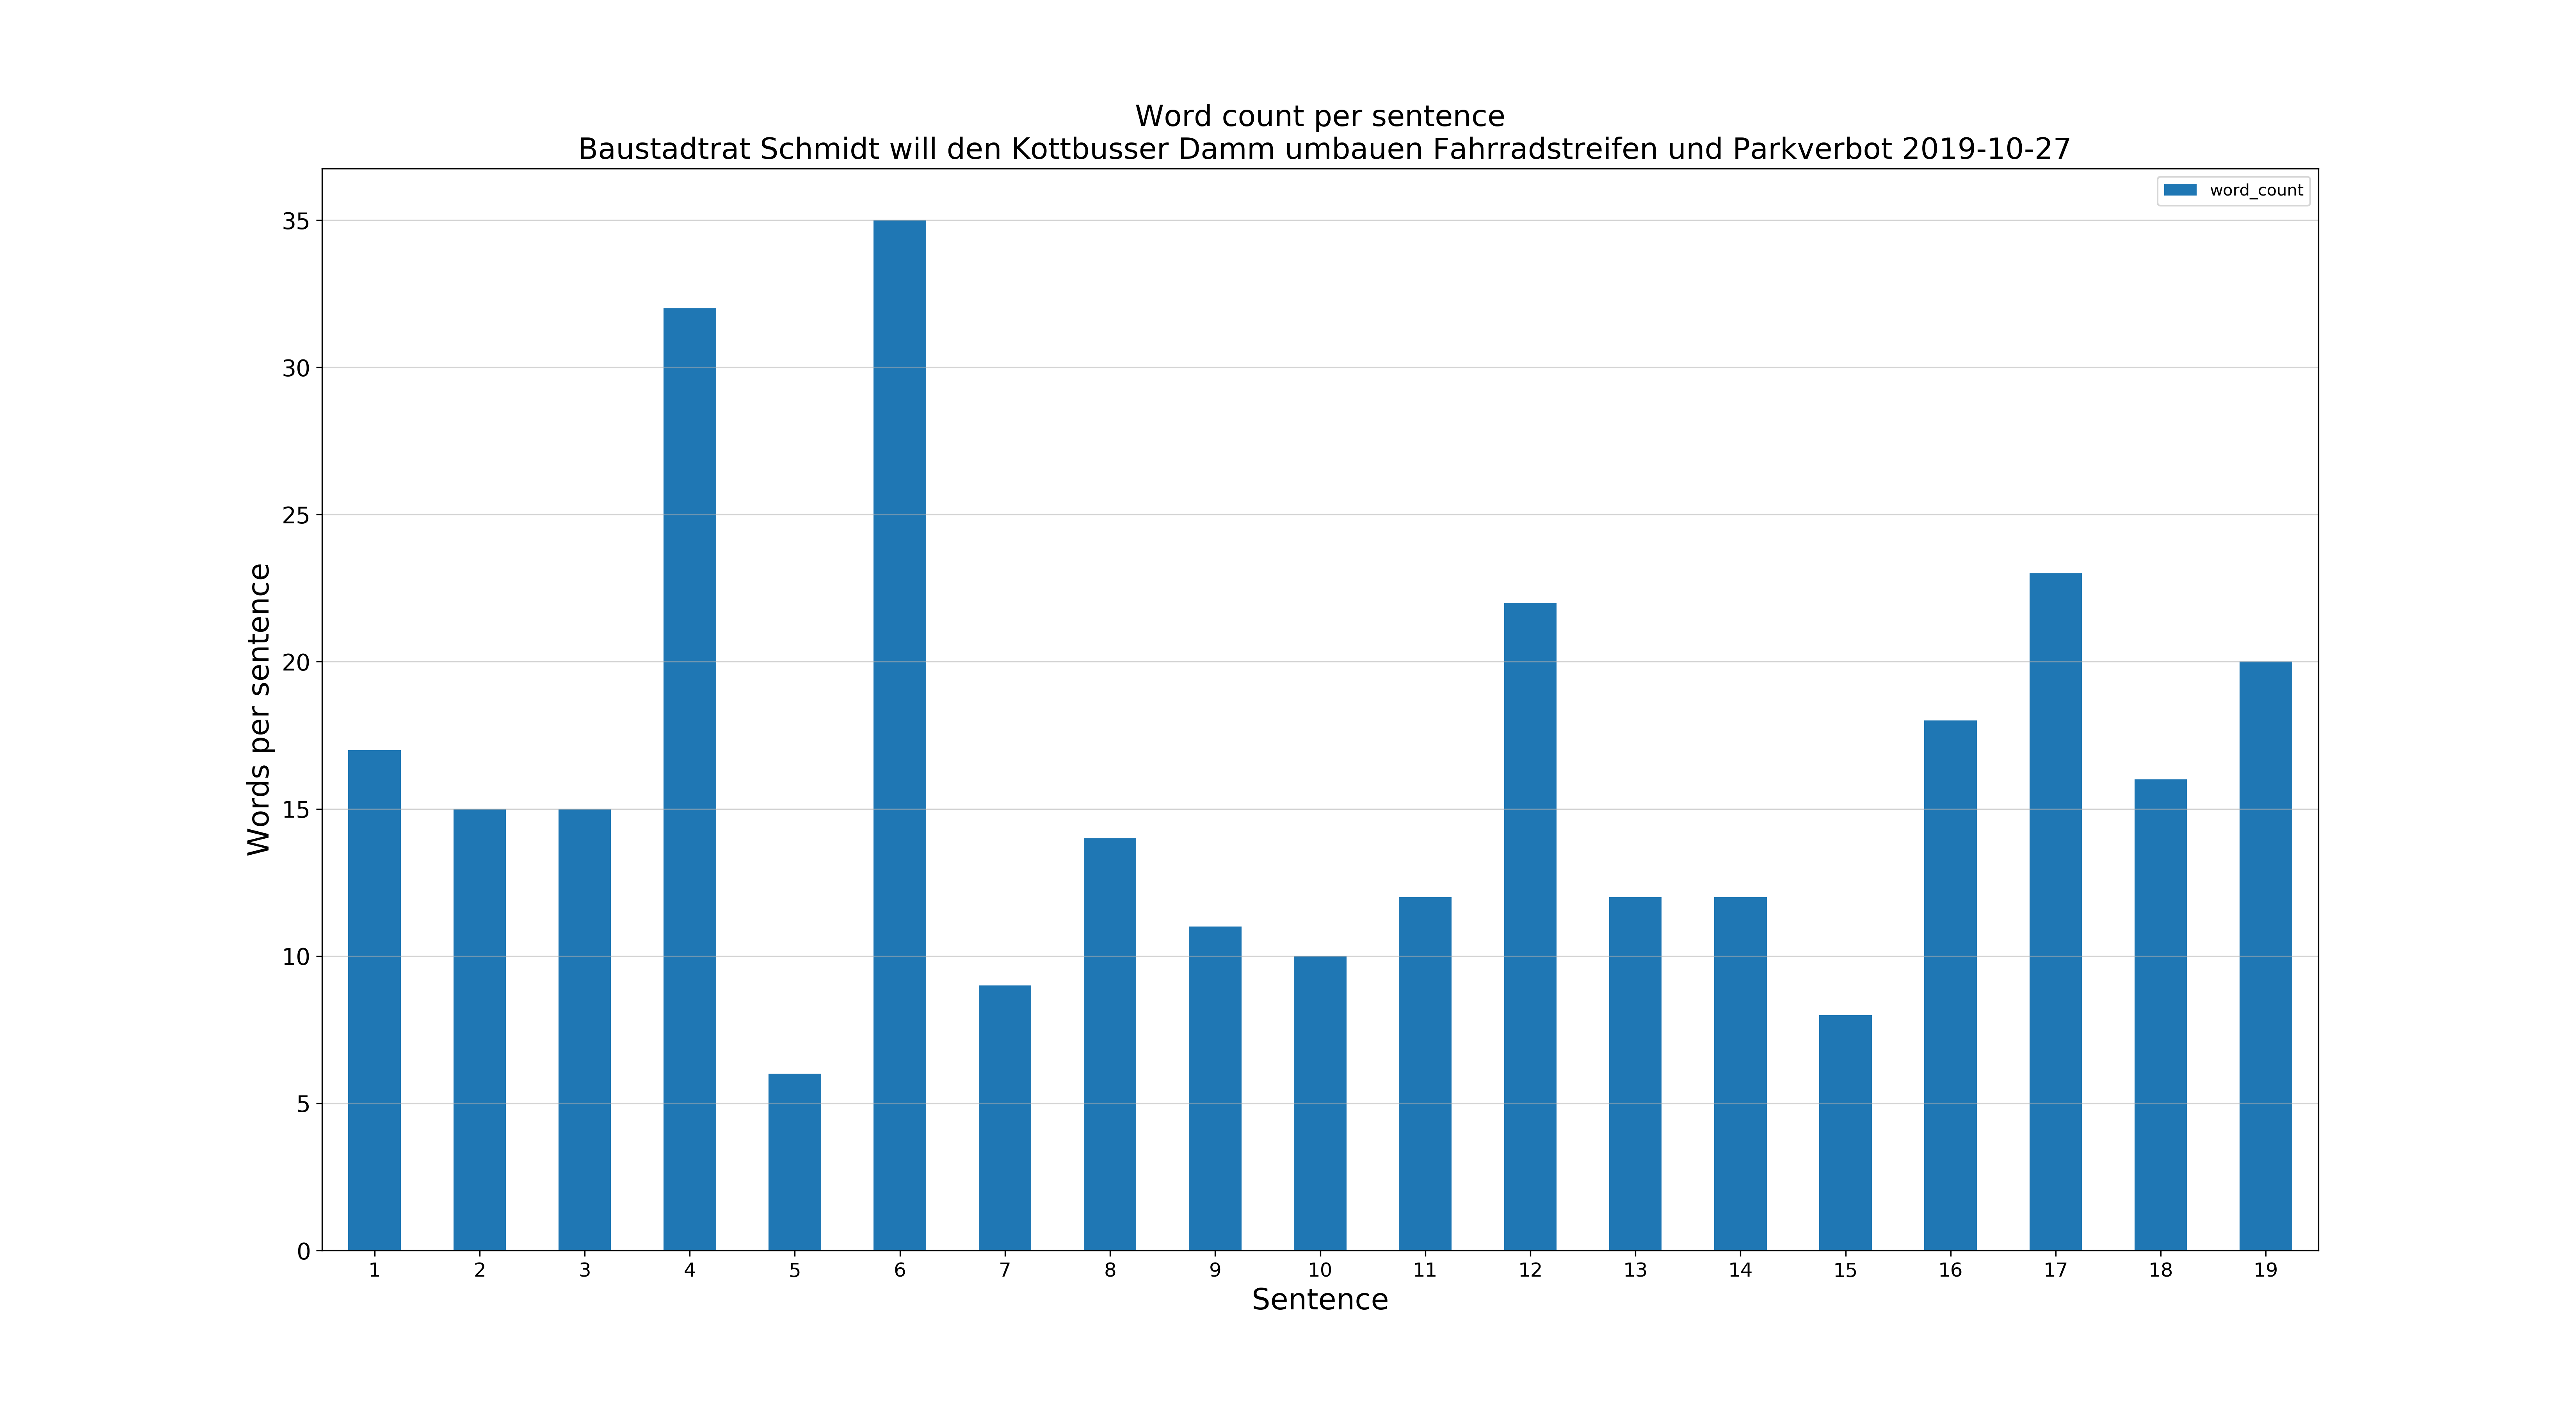 Word count per sentence
Baustadtrat Schmidt will den Kottbusser Damm umbauen Fahrradstreifen und Parkverbot 2019-10-27
word_count
35
30
25
20
15
10
5
0
Words per sentence
1 2 3 4 5 6 7 8 9 10 11 12 13 14 15 16 17 18 19
Sentence